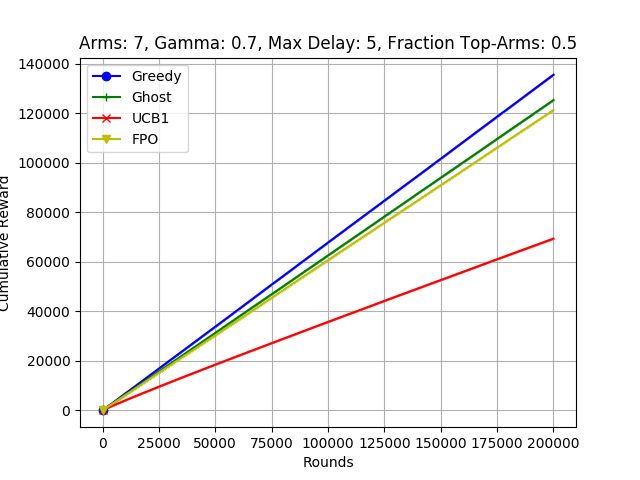 Arms: 7, Gamma: 0.7, Max Delay: 5, Fraction Top-Arms: 0.5
140000
120000
100000
80000
60000
40000
20000
0
Cumulative Reward
Greedy
Ghost
UCB1
FPO
0 25000 50000 75000 100000 125000 150000 175000 200000
Rounds